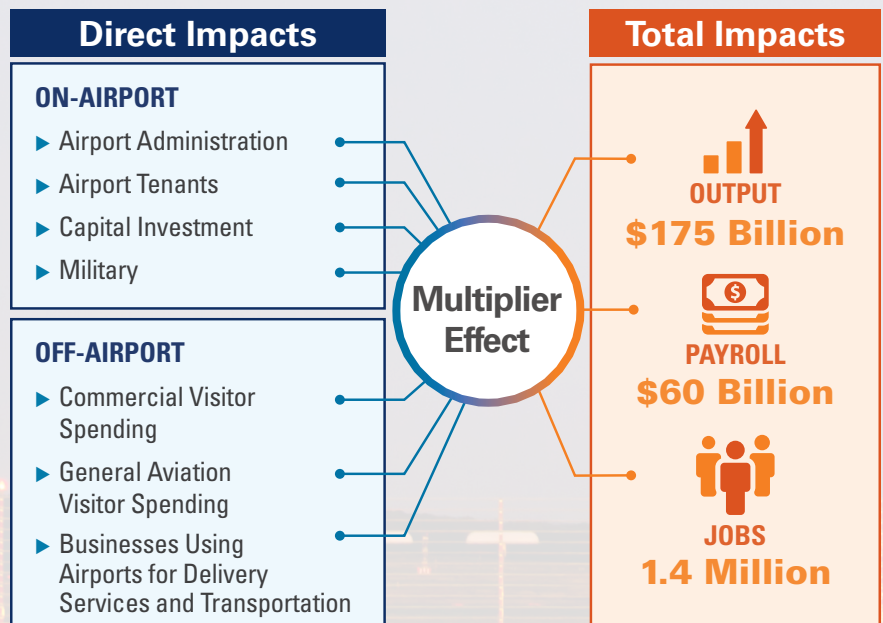 Direct Impacts
ON-AIRPORT
Airport Administration
Airport Tenants
Capital Investment
Military
OFF-AIRPORT
Commercial Visitor
Spending
General Aviation
Visitor Spending
Businesses Using
Airports for Delivery
Services and Transportation
Multiplier
Effect
Total Impacts
OUTPUT
$175 Billion
$
PAYROLL
$60 Billion
JOBS
1.4 Million